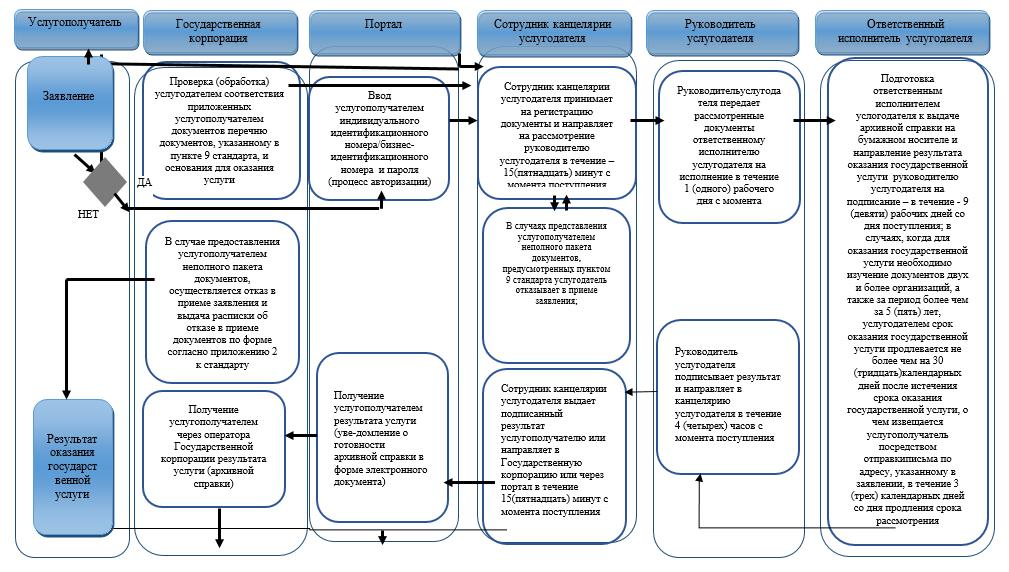 Услугополучатель
Государственная
корпорация
Портал
Сотрудник канцелярии
услугодателя
Руководитель
услугодателя
Ответственный
исполнитель услугодателя
Заявление
ДА
НЕТ
Результат
оказания
государст
венной
услуги
Проверка (обработка)
услугодателем соответствия
приложенных
услугополучателем
документов перечню
документов, указанному в
пункте 9 стандарта, и
основания для оказания
услуги
В случае предоставления
услугополучателем
неполного пакета
документов,
осуществляется отказ в
приеме заявления и
выдача расписки об
отказе в приеме
документов по форме
согласно приложению 2
к стандарту
Получение
услугополучателем
через оператора
Государственной
корпорации результата
услуги (архивной
справки)
Ввод
услугополучателем
индивидуального
идентификационного
номера/бизнес-
идентификационного
номера и пароля
(процесс авторизации)
Получение
услугополучателем
результата услуги
(уве-домление о
готовности
архивной справки в
форме электронного
документа)
Сотрудник канцелярии
услугодателя принимает
на регистрацию
документы и направляет
на рассмотрение
руководителю
услугодателя в течение –
15(пятнадцать) минут с
момента поступления
В случаях представления
услугополучателем
неполного пакета
документов,
предусмотренных пунктом
9 стандарта услугодатель
отказывает в приеме
заявления;
Сотрудник канцелярии
услугодателя выдает
подписанный
результат
услугополучателю или
направляет в
Государственную
корпорацию или через
портал в течение
15(пятнадцать) минут с
момента поступления
Руководительуслугода
теля передает
рассмотренные
документы
ответственному
исполнителю
услугодателя на
исполнение в течение
1 (одного) рабочего
дня с момента
Руководитель
услугодателя
подписывает результат
и направляет в
канцелярию
услугодателя в течение
4 (четырех) часов с
момента поступления
Подготовка
ответственным
исполнителем
услогодателя к выдаче
архивной справки на
бумажном носителе и
направление результата
оказания государственной
услуги руководителю
услугодателя на
подписание – в течение - 9
(девяти) рабочих дней со
дня поступления; в
случаях, когда для
оказания государственной
услуги необходимо
изучение документов двух
и более организаций, а
также за период более чем
за 5 (пять) лет,
услугодателем срок
оказания государственной
услуги продлевается не
более чем на 30
(тридцать)календарных
дней после истечения
срока оказания
государственной услуги, о
чем извещается
услугополучатель
посредством
отправкиписьма по
адресу, указанному в
заявлении, в течение 3
(трех) календарных дней
со дня продления срока
рассмотрения